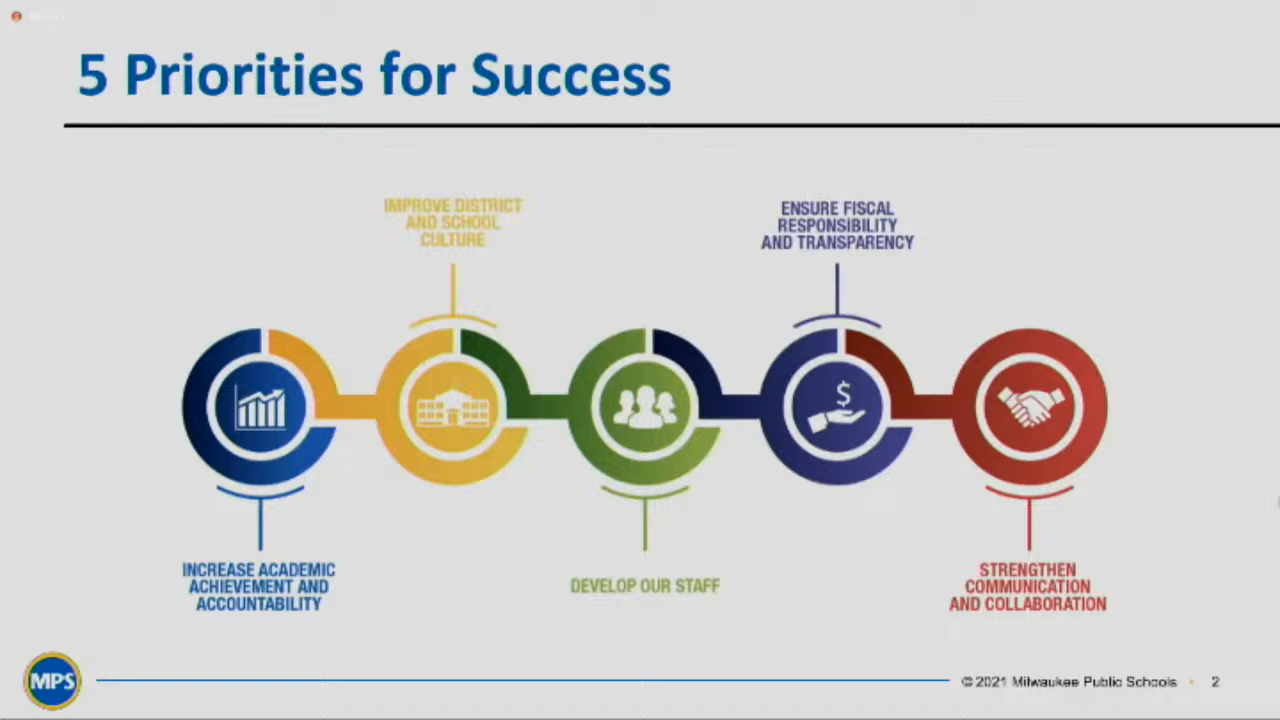 5 Priorities for Success
IMPROVE DISTRICT
AND SCHOOL
CULTURE
ENSURE FISCAL
RESPONSIBILITY
AND TRANSPARENCY
$
INCREASE ACADEMIC
ACHIEVEMENT AND
ACCOUNTABILITY
DEVELOP OUR STAFF
STRENGTHEN
COMMUNICATION
AND COLLABORATION
MPS
© 2021 Milwaukee Public Schools • 2